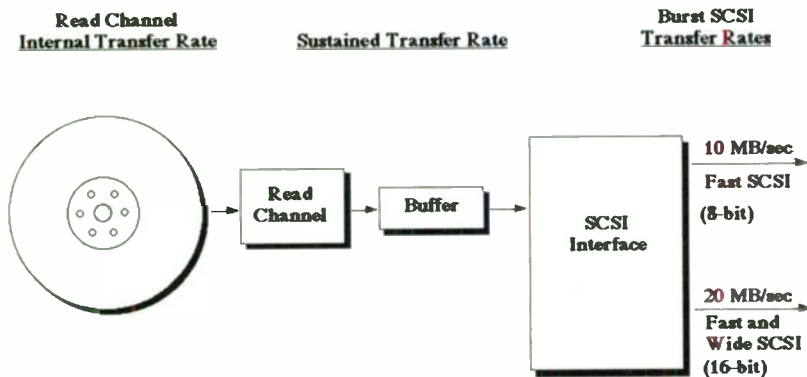 Read Channel
Internal Transfer Rate
Sustained Transfer Rate
Burst SCSI
Transfer Rates
Read
Channel
Buffer
SCSI
Interface
10 MB/sec
Fast SCSI
(8-bit)
20 MB/sec
Fast and
Wide SCSI
(16-bit)